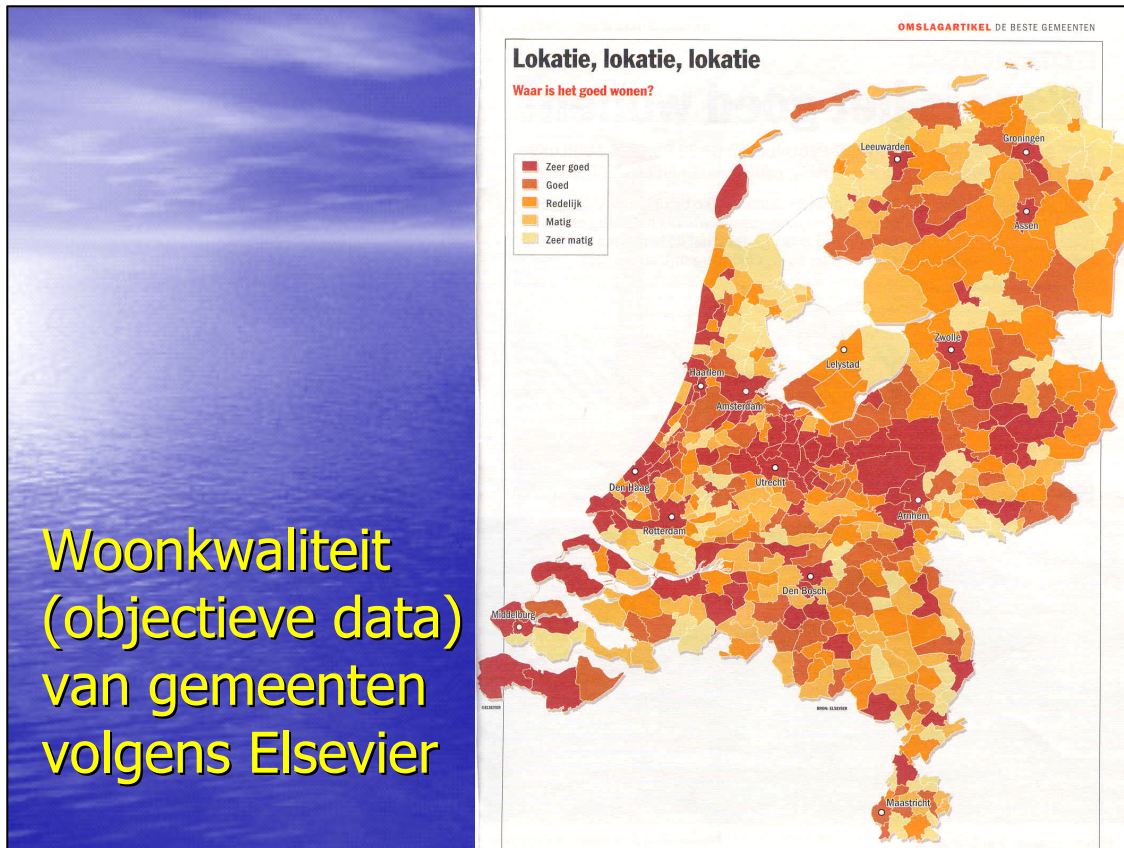 Woonkwaliteit
(objectieve data)
van gemeenten
volgens Elsevier
OMSLAGARTIKEL DE BESTE GEMEENTEN
Lokatie, lokatie, lokatie
Waar is het goed wonen?
Zeer goed
Goed
Redelijk
Matig
Zeer matig
Leeuwarden
Groningen
Assen
Zwolle
Lelystad
Haarlem
Amsterdam
Den Haag
Utrecht
Arnhem
Rotterdam
Den Bosch
Middelburg
©ELSEVIER
BRON: ELSEVIER
Maastricht